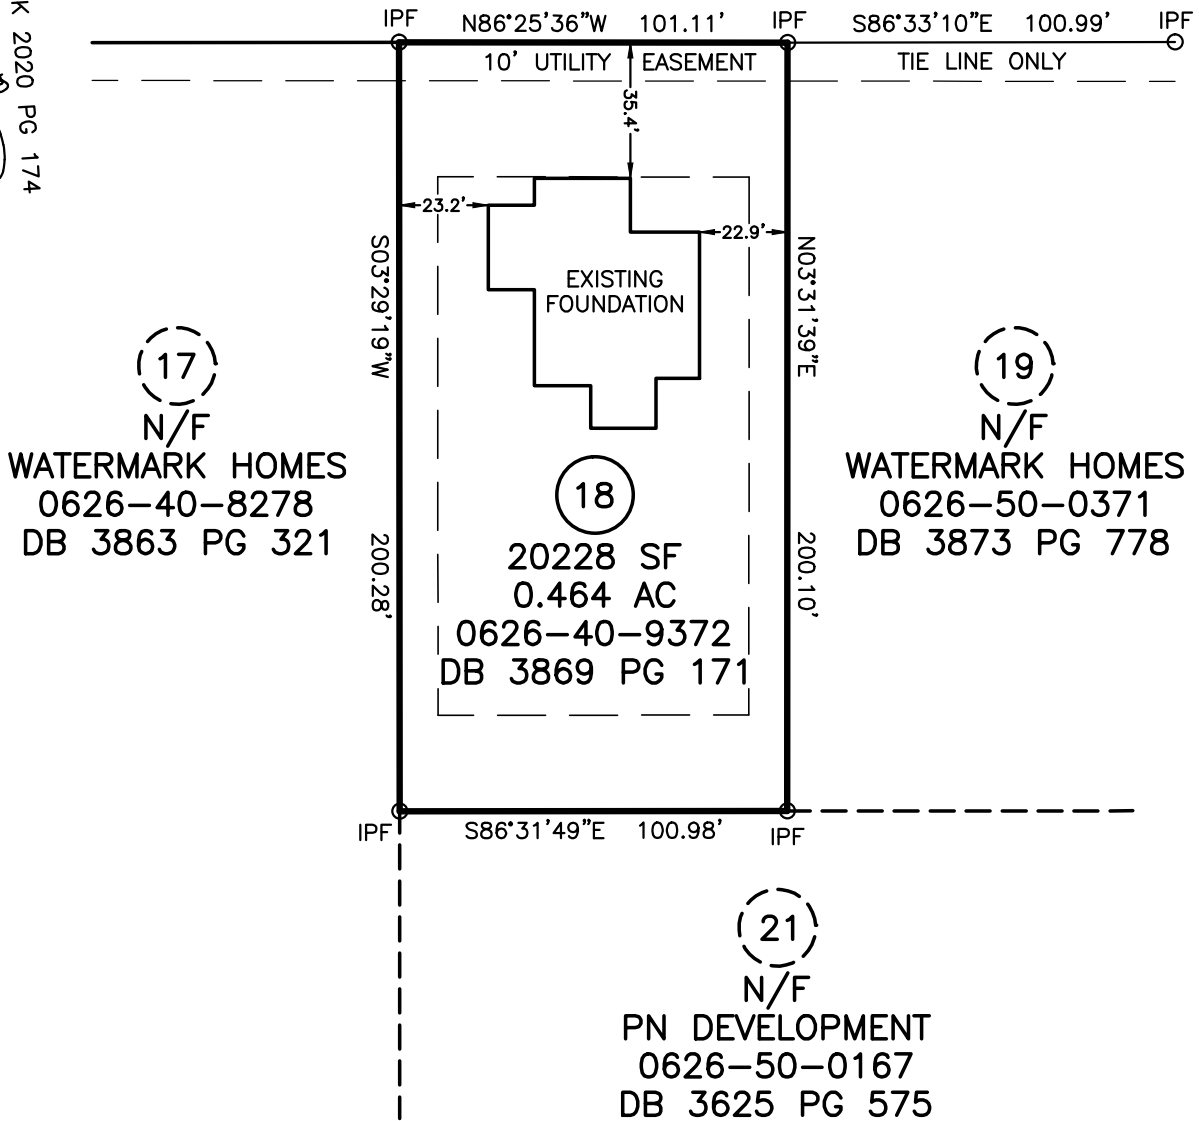 IPF
N86°25'36"W 101.11'
IPF
S86°33'10"E 100.99'
IPF
10' UTILITY EASEMENT
TIE LINE ONLY
K 2020 PG 174
35.4'
23.2'
22.9'
EXISTING
FOUNDATION
S03°29'19"W 200.28'
N03°31'39"E 200.10'
17
N/F
WATERMARK HOMES
0626-40-8278
DB 3863 PG 321
18
20228 SF
0.464 AC
0626-40-9372
DB 3869 PG 171
19
N/F
WATERMARK HOMES
0626-50-0371
DB 3873 PG 778
IPF
S86°31'49"E 100.98'
IPF
21
N/F
PN DEVELOPMENT
0626-50-0167
DB 3625 PG 575